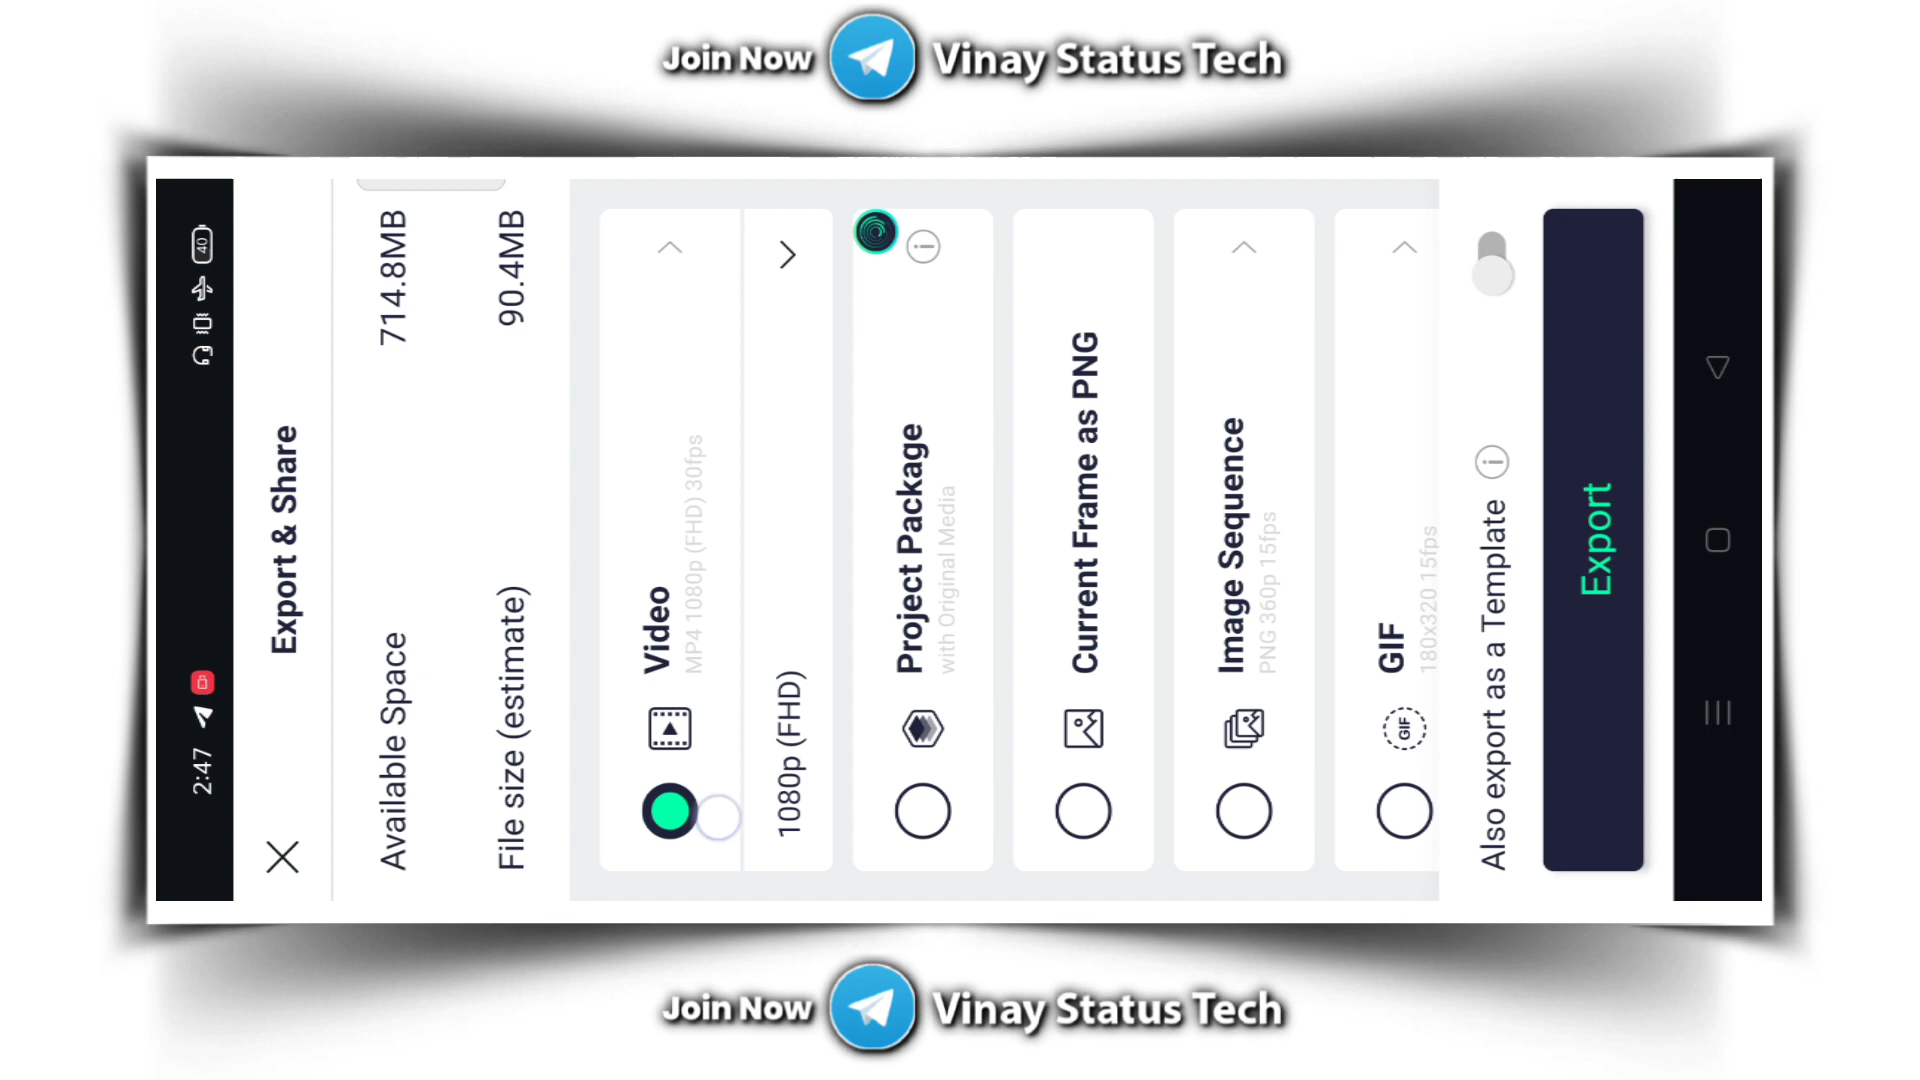 Join Now Vinay Status Tech
2:47 40
Export & Share
Available Space 714.8MB
File size (estimate) 90.4MB
Video
MP4 1080p (FHD) 30fps
1080p (FHD)
Project Package
with Original Media
Current Frame as PNG
Image Sequence
PNG 360p 15fps
GIF
GIF
180x320 15fps
Also export as a Template
Export
Join Now Vinay Status Tech